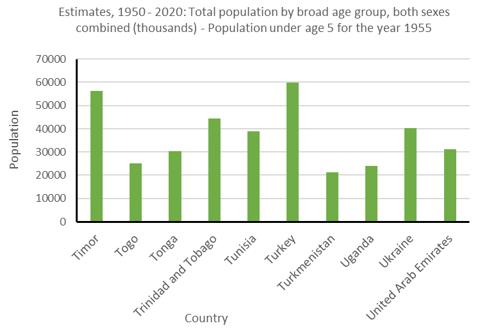 Estimates, 1950 - 2020: Total population by broad age group, both sexes
combined (thousands) - Population under age 5 for the year 1955
70000
60000
50000
40000
30000
20000
10000
0
Population
Timor
Togo
Tonga
Trinidad and Tobago
Tunisia
Turkey
Turkmenistan
Uganda
Ukraine
United Arab Emirates
Country